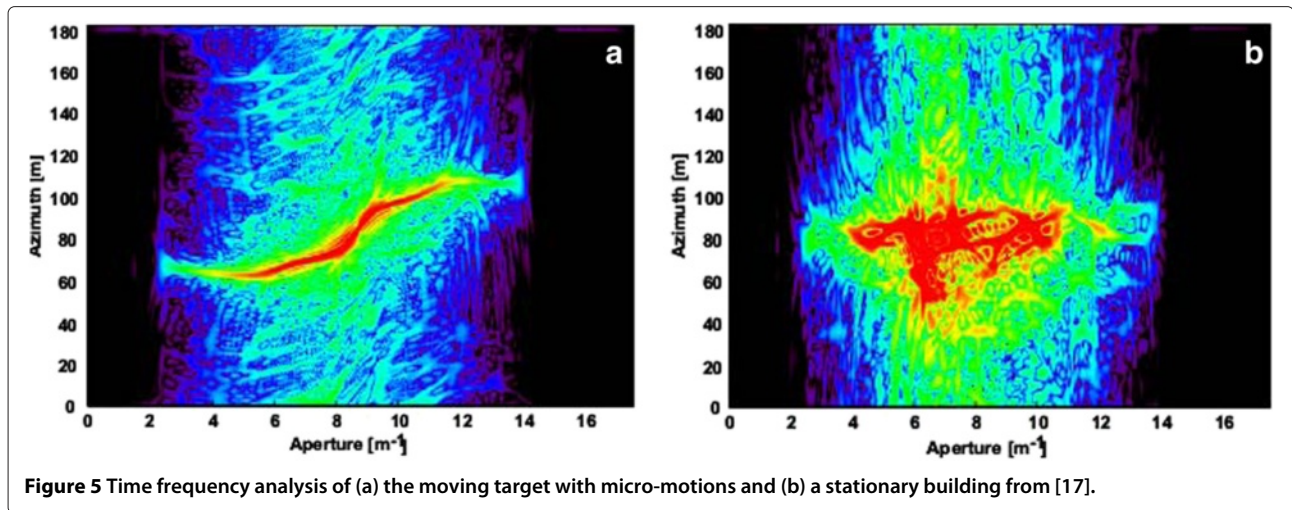 a
180
160
140
120
100
80
60
40
20
0
Azimuth [m]
0 2 4 6 8 10 12 14 16
Aperture [m⁻¹]
b
180
160
140
120
100
80
60
40
20
0
Azimuth [m]
0 2 4 6 8 10 12 14 16
Aperture [m⁻¹]
Figure 5 Time frequency analysis of (a) the moving target with micro-motions and (b) a stationary building from [17].